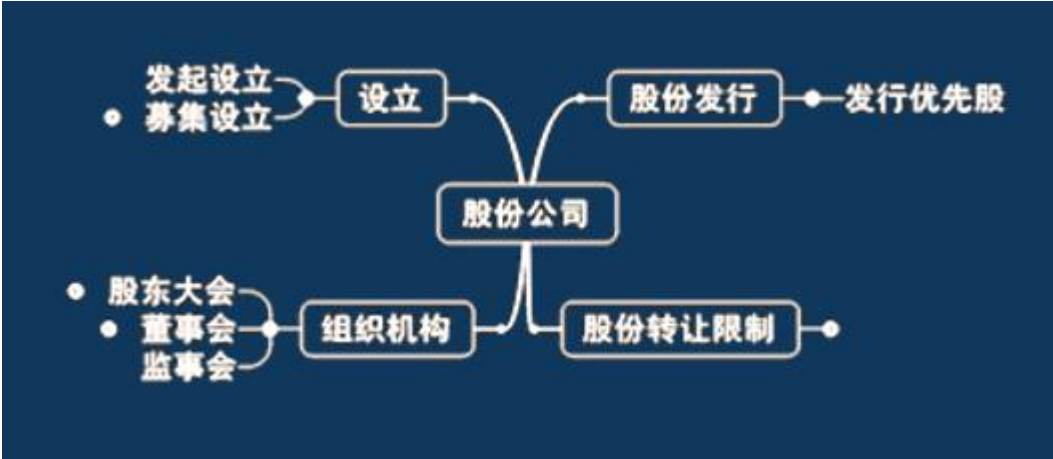 发起设立
募集设立
设立
股份发行
发行优先股
股份公司
股东大会
董事会
监事会
组织机构
股份转让限制